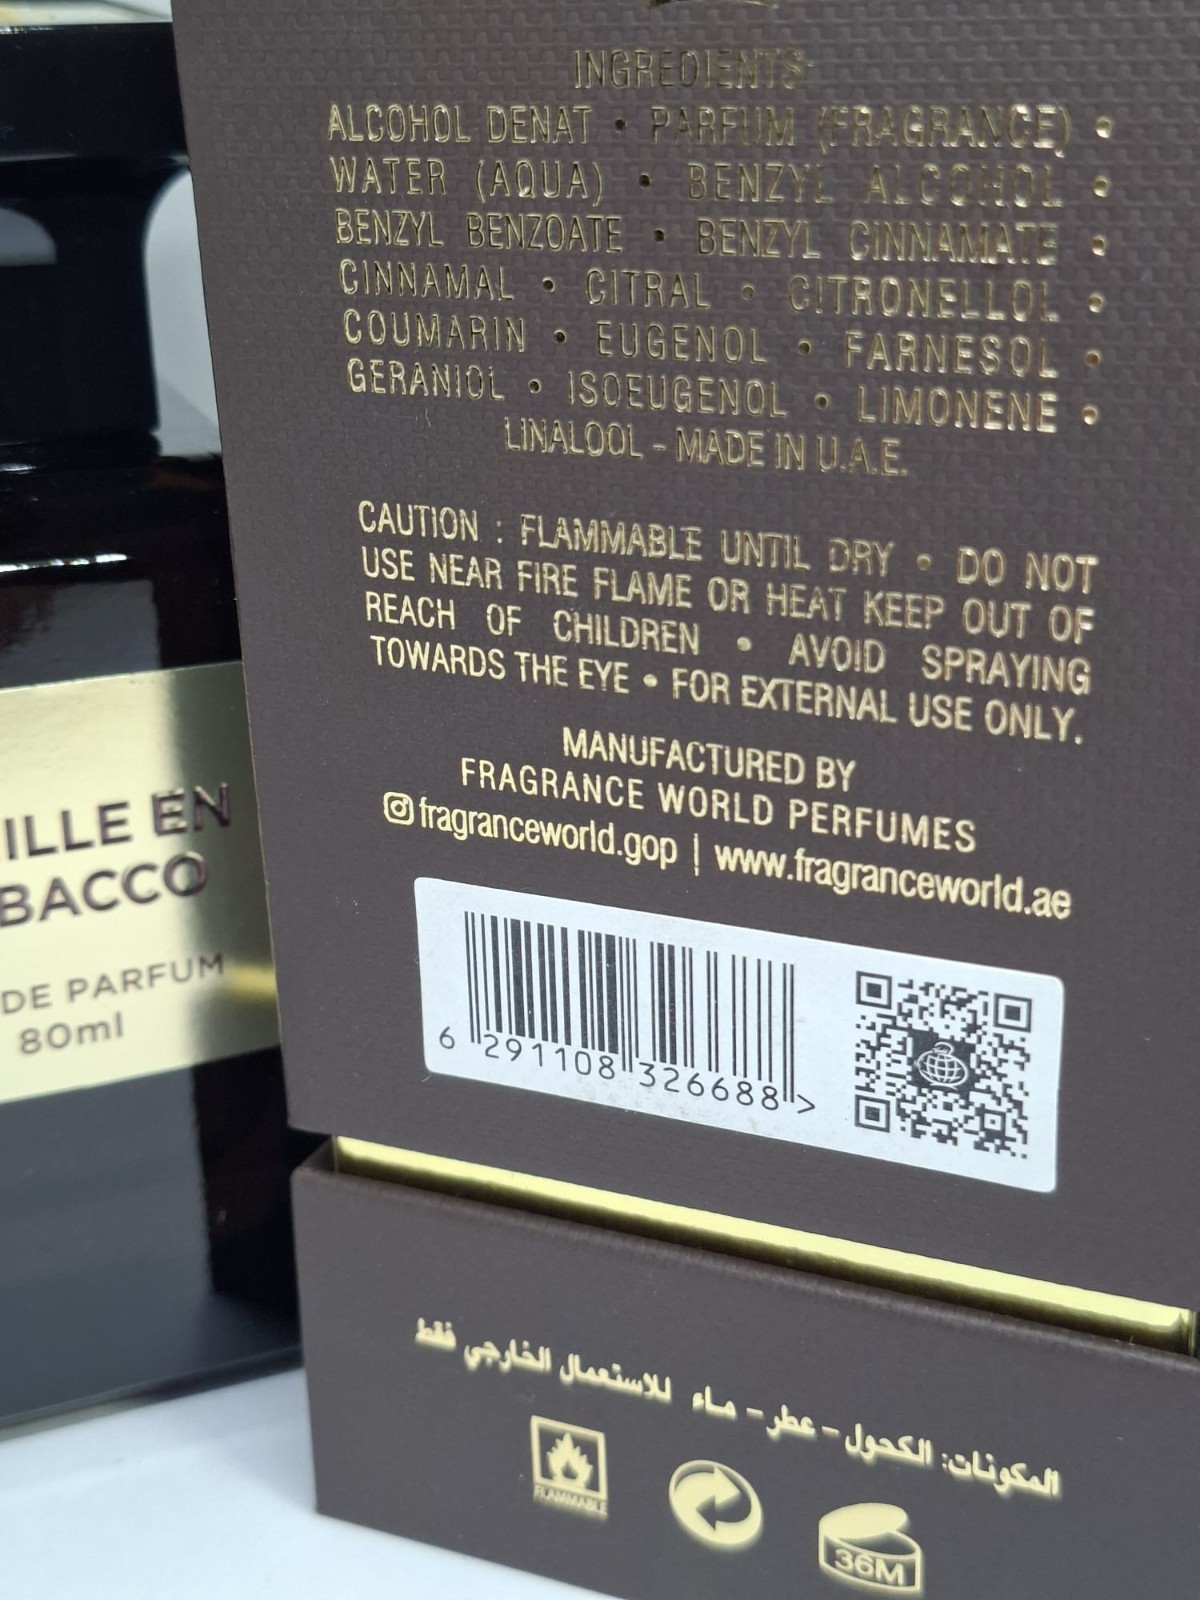 INGREDIENTS:
ALCOHOL DENAT • PARFUM (FRAGRANCE) •
WATER (AQUA) • BENZYL ALCOHOL •
BENZYL BENZOATE • BENZYL CINNAMATE •
CINNAMAL • CITRAL • CITRONELLOL •
COUMARIN • EUGENOL • FARNESOL •
GERANIOL • ISOEUGENOL • LIMONENE •
LINALOOL - MADE IN U.A.E.
CAUTION : FLAMMABLE UNTIL DRY • DO NOT
USE NEAR FIRE FLAME OR HEAT KEEP OUT OF
REACH OF CHILDREN • AVOID SPRAYING
TOWARDS THE EYE • FOR EXTERNAL USE ONLY.
MANUFACTURED BY
FRAGRANCE WORLD PERFUMES
fragranceworld.gop | www.fragranceworld.ae
6 291108 326688 >
المكونات: الكحول - عطر - ماء للاستعمال الخارجي فقط
FLAMMABLE
36M
ILLE EN
BACCO
DE PARFUM
80ml